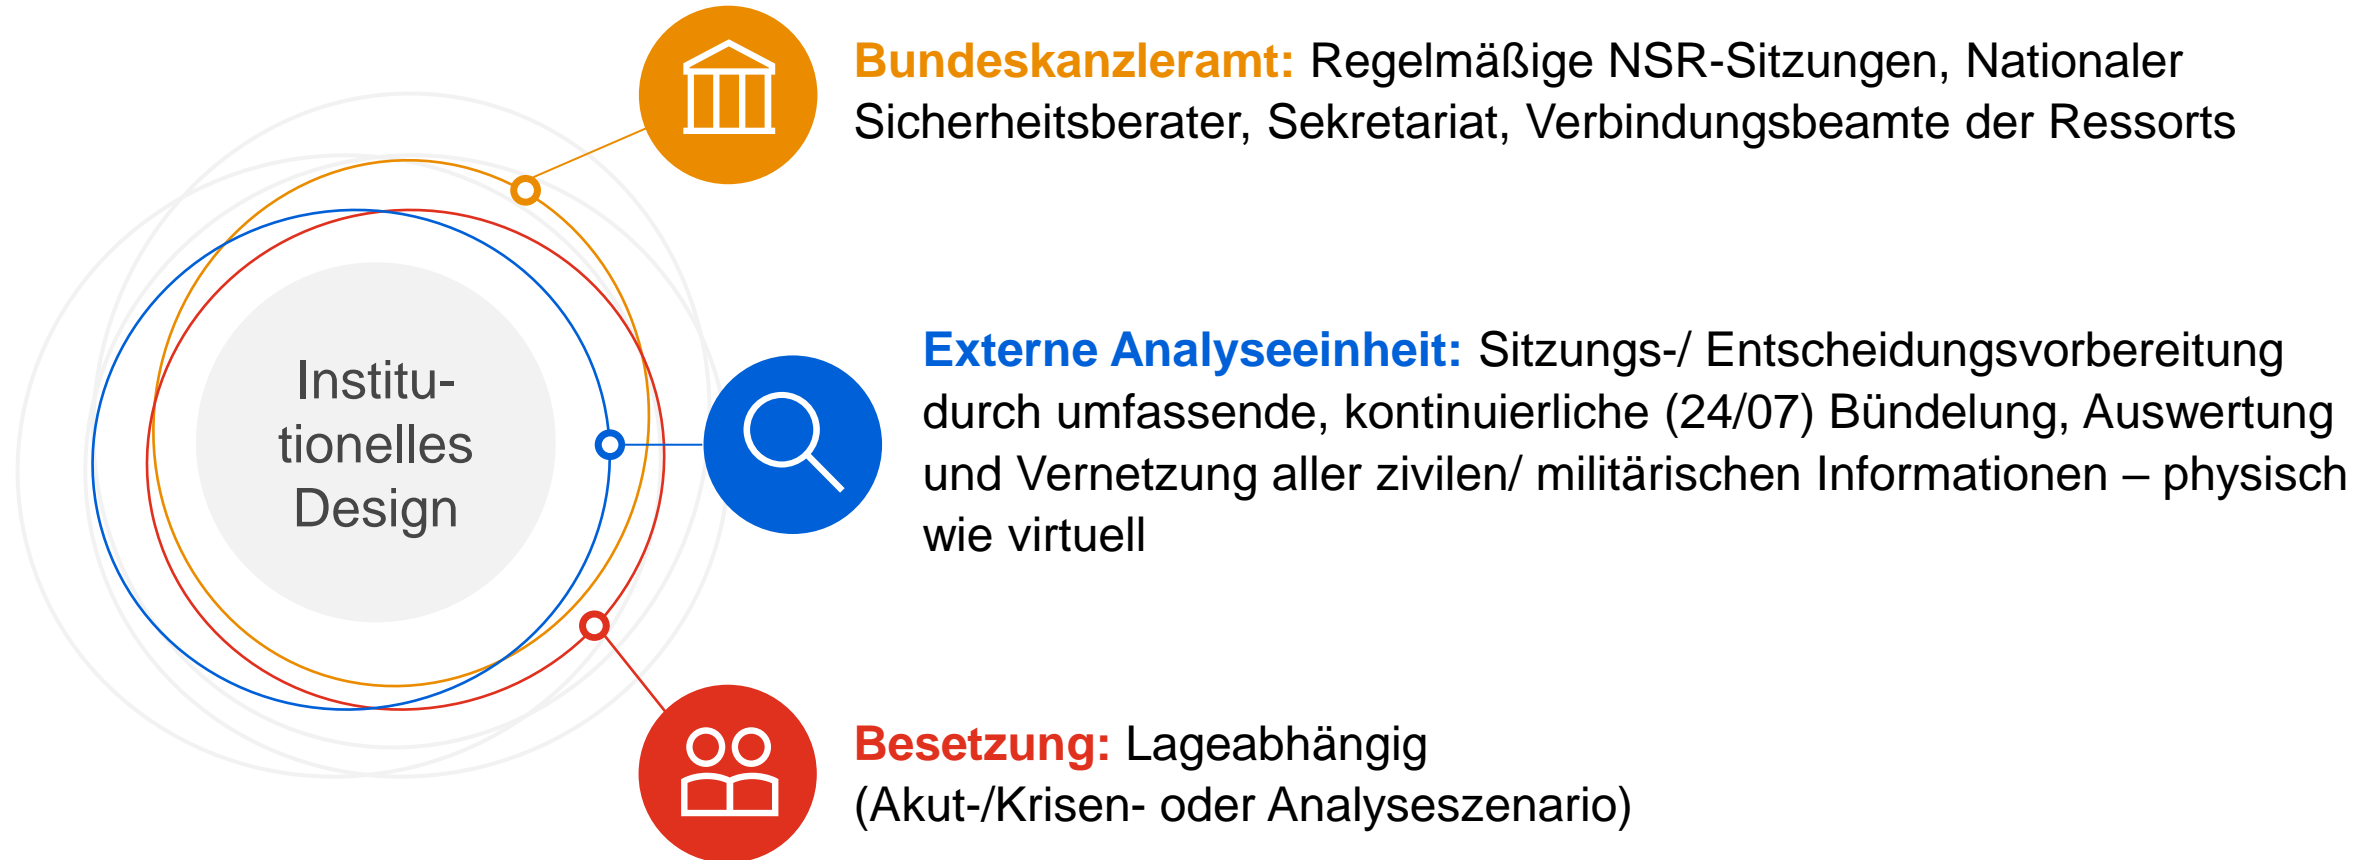 Bundeskanzleramt: Regelmäßige NSR-Sitzungen, Nationaler
Sicherheitsberater, Sekretariat, Verbindungsbeamte der Ressorts
Institu-
tionelles
Design
Externe Analyseeinheit: Sitzungs-/ Entscheidungsvorbereitung
durch umfassende, kontinuierliche (24/07) Bündelung, Auswertung
und Vernetzung aller zivilen/ militärischen Informationen – physisch
wie virtuell
Besetzung: Lageabhängig
(Akut-/Krisen- oder Analyseszenario)